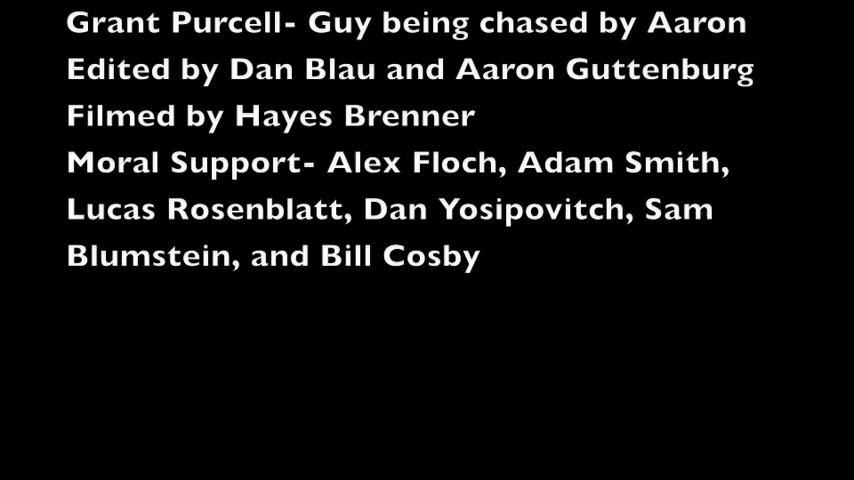 Grant Purcell- Guy being chased by Aaron
Edited by Dan Blau and Aaron Guttenburg
Filmed by Hayes Brenner
Moral Support- Alex Floch, Adam Smith,
Lucas Rosenblatt, Dan Yosipovitch, Sam
Blumstein, and Bill Cosby